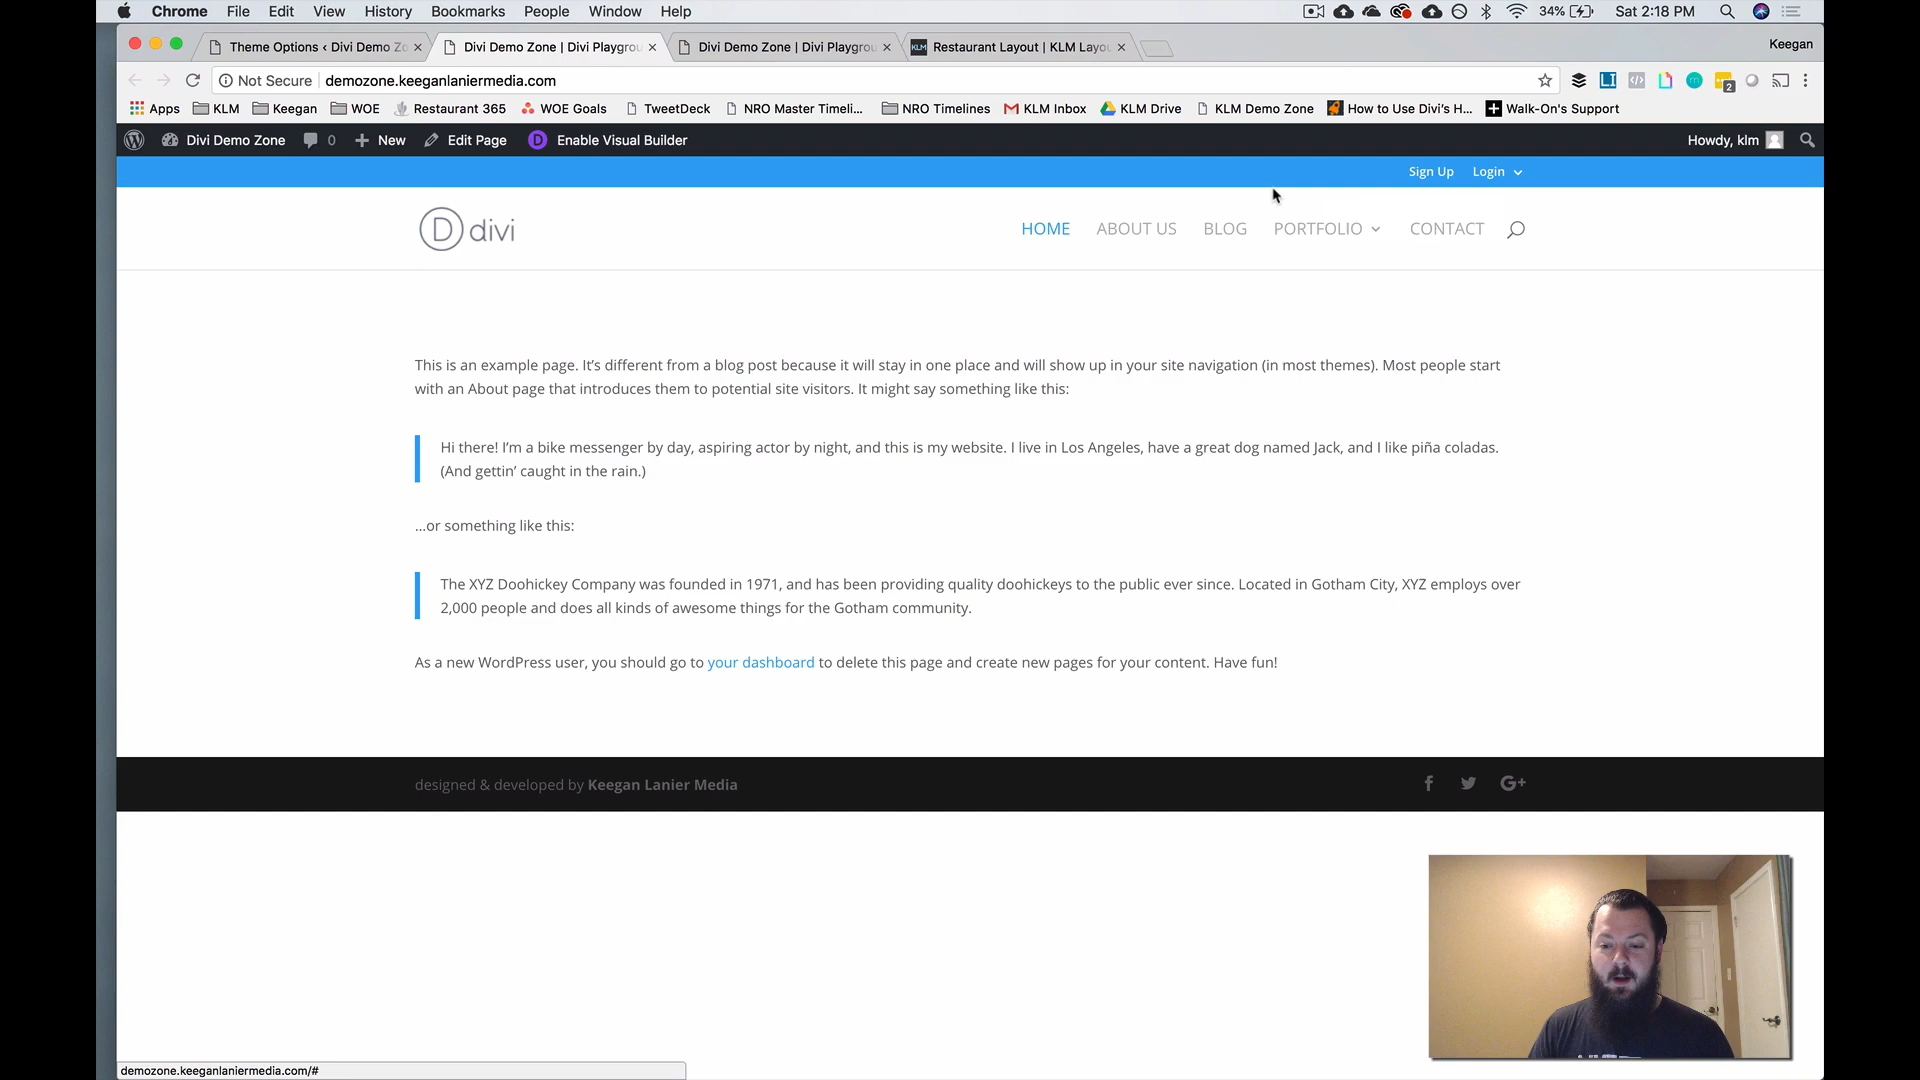 Chrome File Edit View History Bookmarks People Window Help 34% Sat 2:18 PM
Theme Options ‹ Divi Demo Zo Divi Demo Zone | Divi Playgrou Divi Demo Zone | Divi Playgrou KLM Restaurant Layout | KLM Layou Keegan
Not Secure demozone.keeganlaniermedia.com 2
Apps KLM Keegan WOE Restaurant 365 WOE Goals TweetDeck NRO Master Timeli... NRO Timelines KLM Inbox KLM Drive KLM Demo Zone How to Use Divi's H... Walk-On's Support
Divi Demo Zone 0 New Edit Page D Enable Visual Builder Howdy, klm
Sign Up Login
D divi HOME ABOUT US BLOG PORTFOLIO CONTACT
This is an example page. It's different from a blog post because it will stay in one place and will show up in your site navigation (in most themes). Most people start
with an About page that introduces them to potential site visitors. It might say something like this:
Hi there! I'm a bike messenger by day, aspiring actor by night, and this is my website. I live in Los Angeles, have a great dog named Jack, and I like piña coladas.
(And gettin' caught in the rain.)
...or something like this:
The XYZ Doohickey Company was founded in 1971, and has been providing quality doohickeys to the public ever since. Located in Gotham City, XYZ employs over
2,000 people and does all kinds of awesome things for the Gotham community.
As a new WordPress user, you should go to your dashboard to delete this page and create new pages for your content. Have fun!
designed & developed by Keegan Lanier Media f G+
demozone.keeganlaniermedia.com/#